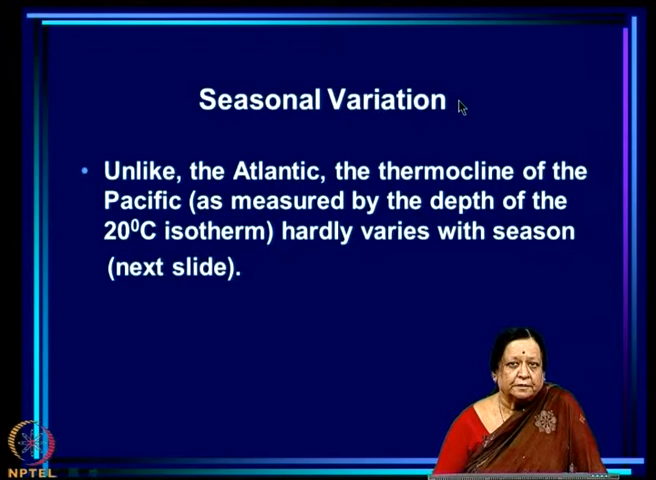 Seasonal Variation
• Unlike, the Atlantic, the thermocline of the
Pacific (as measured by the depth of the
20⁰C isotherm) hardly varies with season
(next slide).
NPTEL